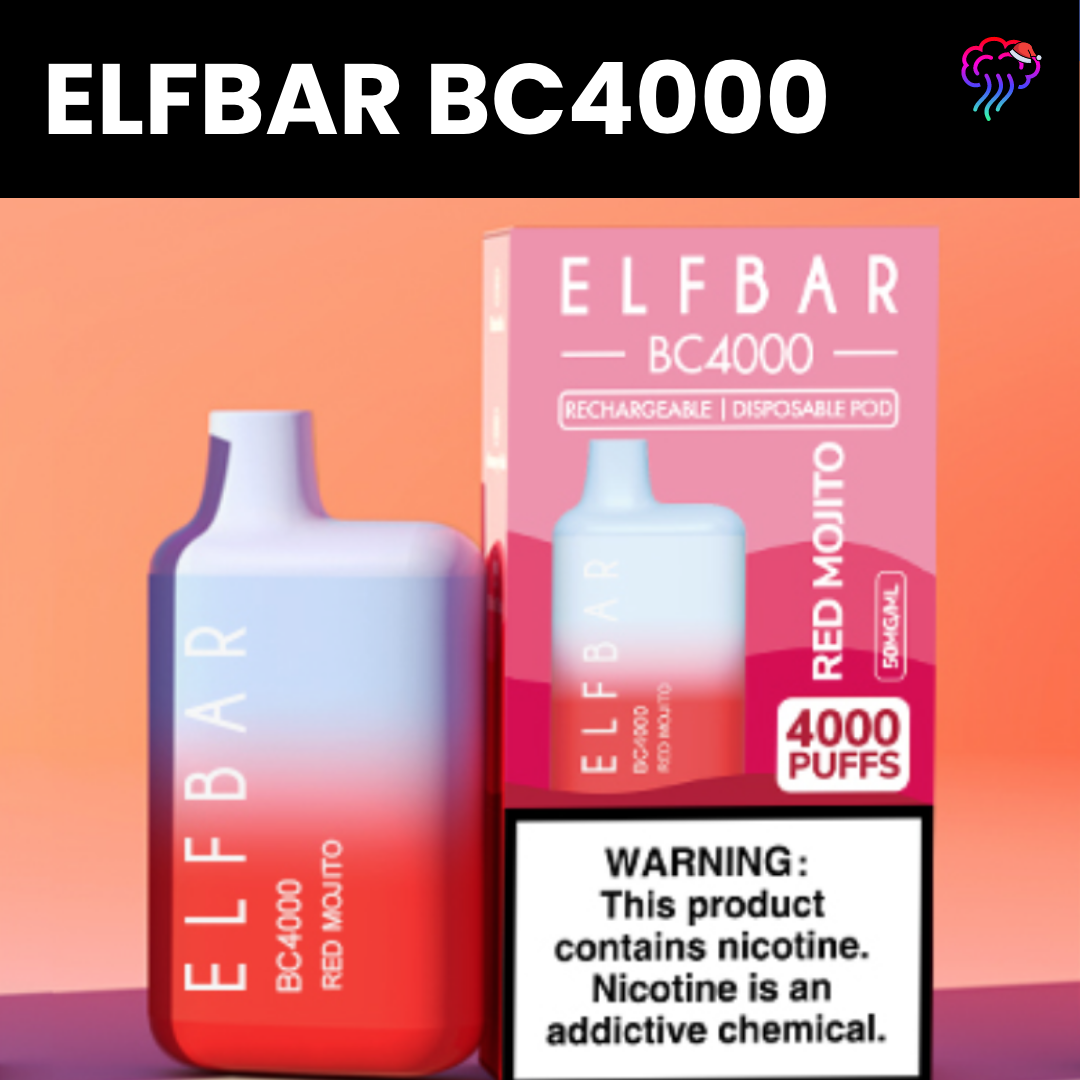 ELFBAR BC4000
ELFBAR
BC4000
RECHARGEABLE | DISPOSABLE POD
RED MOJITO
50MG/ML
ELFBAR
BC4000
RED MOJITO
4000
PUFFS
ELFBAR
BC4000
RED MOJITO
WARNING:
This product
contains nicotine.
Nicotine is an
addictive chemical.